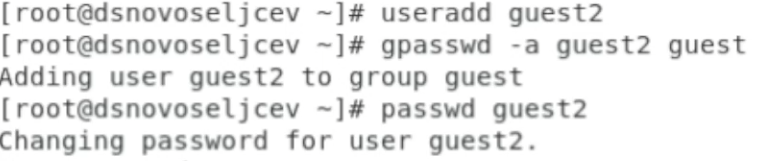 [root@dsnovoseljcev ~]# useradd guest2
[root@dsnovoseljcev ~]# gpasswd -a guest2 guest
Adding user guest2 to group guest
[root@dsnovoseljcev ~]# passwd guest2
Changing password for user guest2.